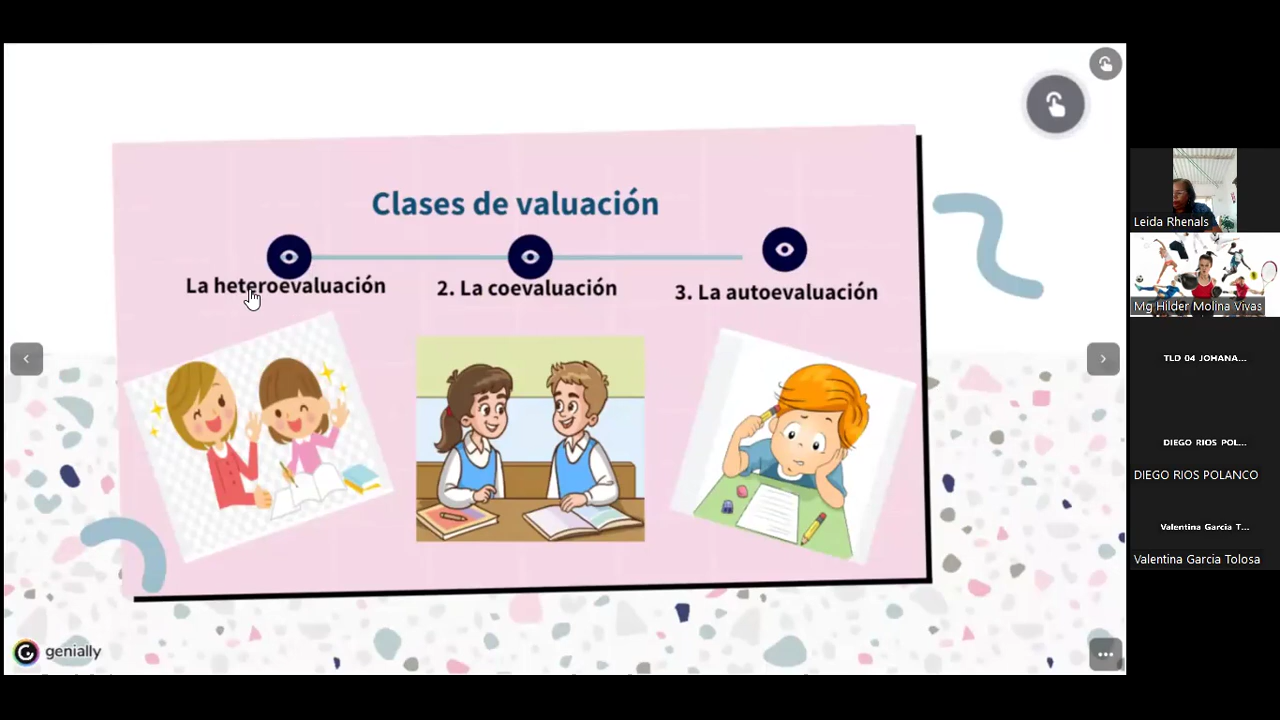 Clases de valuación
La heteroevaluación
2. La coevaluación
3. La autoevaluación
genially
Leida Rhenals
Mg Hilder Molina Vivas
TLD 04 JOHANA...
DIEGO RIOS POL...
DIEGO RIOS POLANCO
Valentina Garcia T...
Valentina Garcia Tolosa